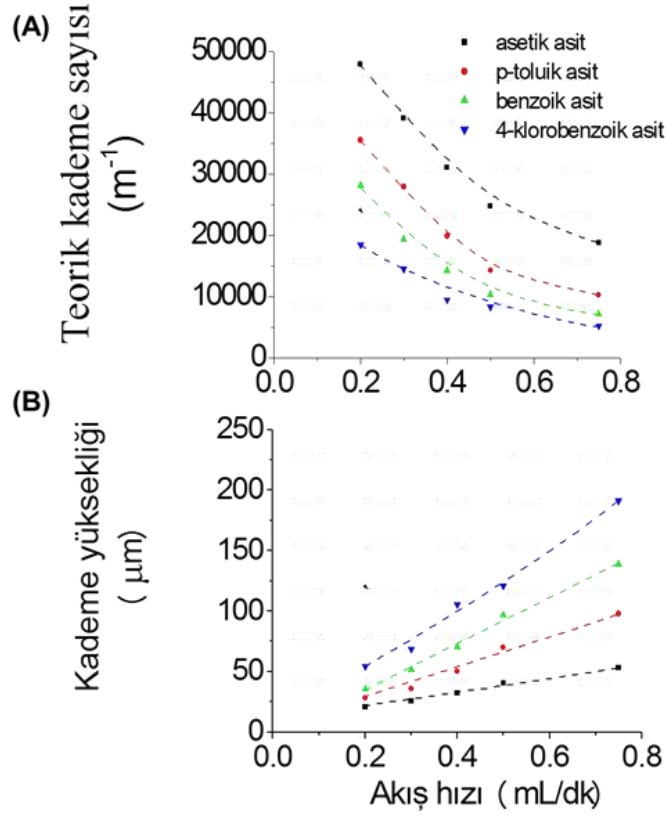 (A)
Teorik kademe sayısı
(m⁻¹)
50000
40000
30000
20000
10000
0
asetik asit
p-toluik asit
benzoik asit
4-klorobenzoik asit
0.0 0.2 0.4 0.6 0.8
(B)
Kademe yüksekliği
( μm)
250
200
150
100
50
0
0.0 0.2 0.4 0.6 0.8
Akış hızı ( mL/dk)